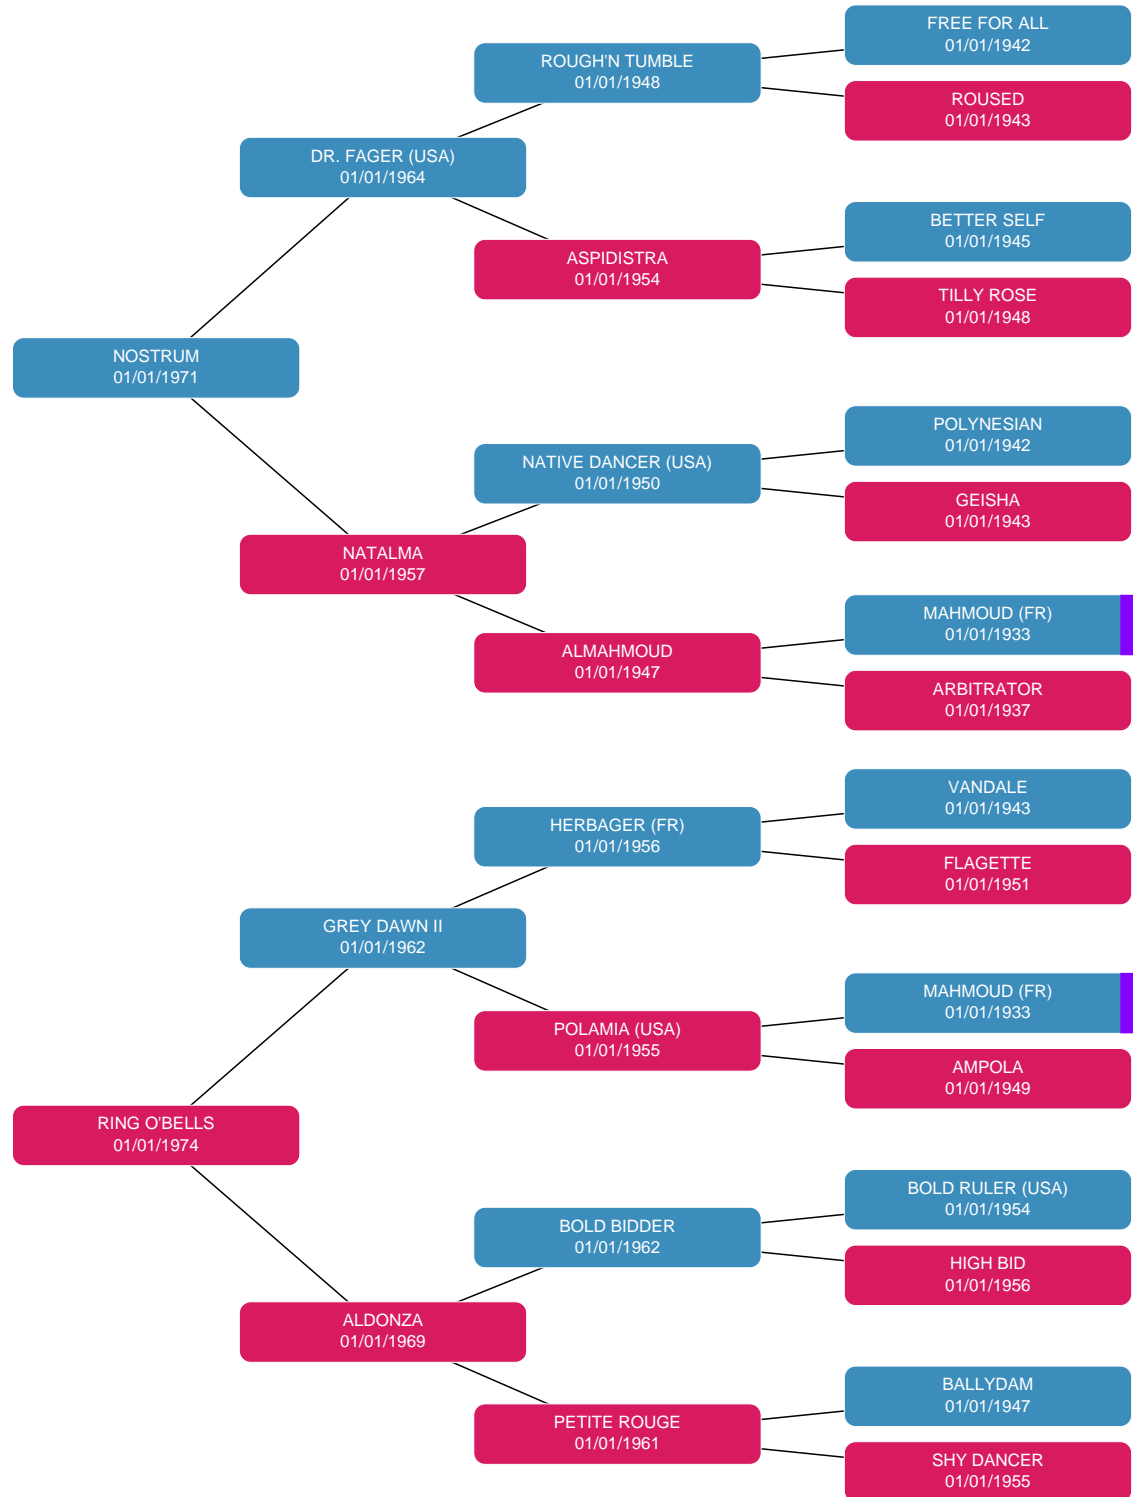 FREE FOR ALL
01/01/1942
ROUGH'N TUMBLE
01/01/1948
ROUSED
01/01/1943
DR. FAGER (USA)
01/01/1964
BETTER SELF
01/01/1945
ASPIDISTRA
01/01/1954
TILLY ROSE
01/01/1948
NOSTRUM
01/01/1971
POLYNESIAN
01/01/1942
NATIVE DANCER (USA)
01/01/1950
GEISHA
01/01/1943
NATALMA
01/01/1957
MAHMOUD (FR)
01/01/1933
ALMAHMOUD
01/01/1947
ARBITRATOR
01/01/1937
VANDALE
01/01/1943
HERBAGER (FR)
01/01/1956
FLAGETTE
01/01/1951
GREY DAWN II
01/01/1962
MAHMOUD (FR)
01/01/1933
POLAMIA (USA)
01/01/1955
AMPOLA
01/01/1949
RING O'BELLS
01/01/1974
BOLD RULER (USA)
01/01/1954
BOLD BIDDER
01/01/1962
HIGH BID
01/01/1956
ALDONZA
01/01/1969
BALLYDAM
01/01/1947
PETITE ROUGE
01/01/1961
SHY DANCER
01/01/1955